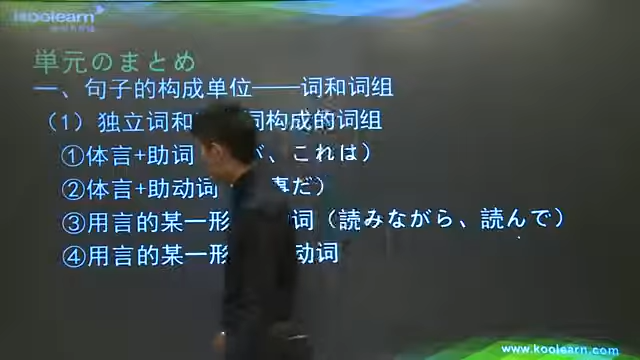 koolearn
単元のまとめ
一、句子的构成单位——词和词组
（1）独立词和 词构成的词组
①体言+助词 、これは）
②体言+助动词 事だ）
③用言的某一形 词（読みながら、読んで）
④用言的某一形 动词
www.koolearn.com